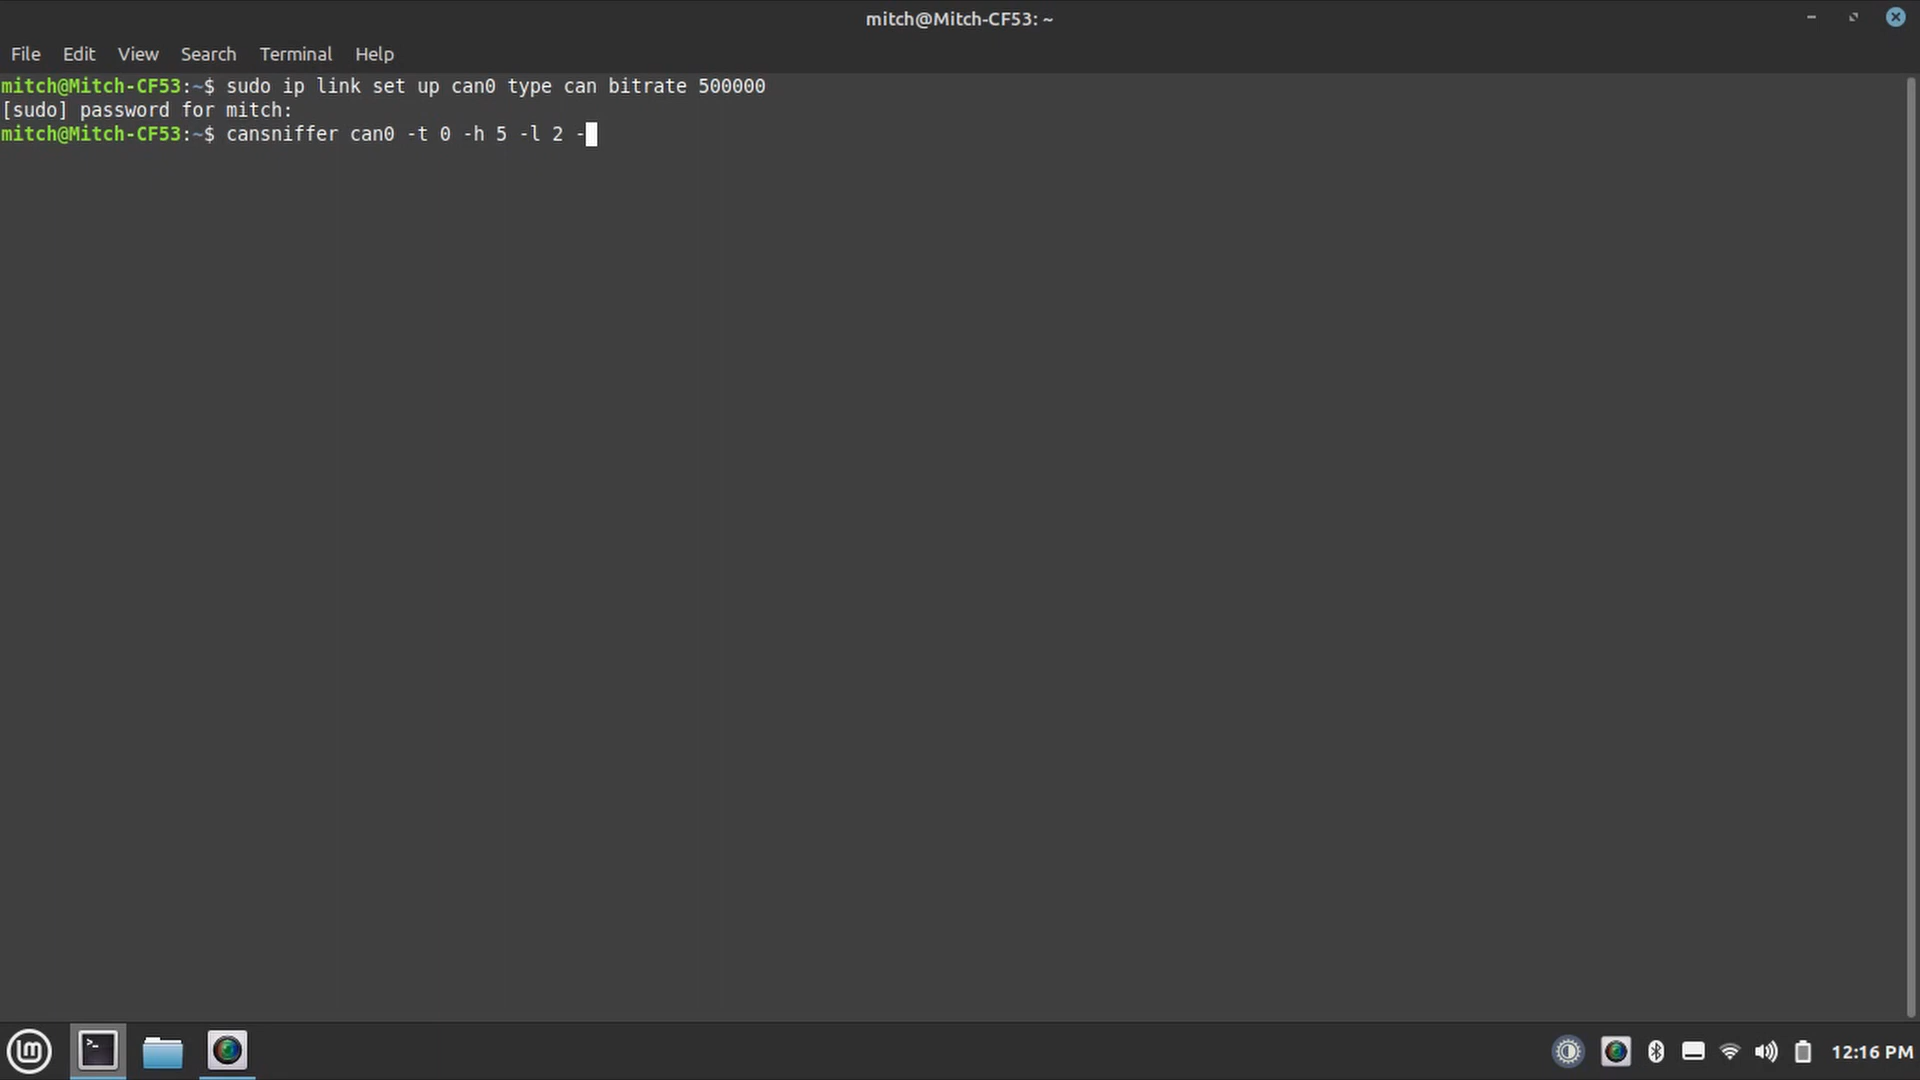 mitch@Mitch-CF53: ~
File Edit View Search Terminal Help
mitch@Mitch-CF53:~$ sudo ip link set up can0 type can bitrate 500000
[sudo] password for mitch:
mitch@Mitch-CF53:~$ cansniffer can0 -t 0 -h 5 -l 2 -
12:16 PM